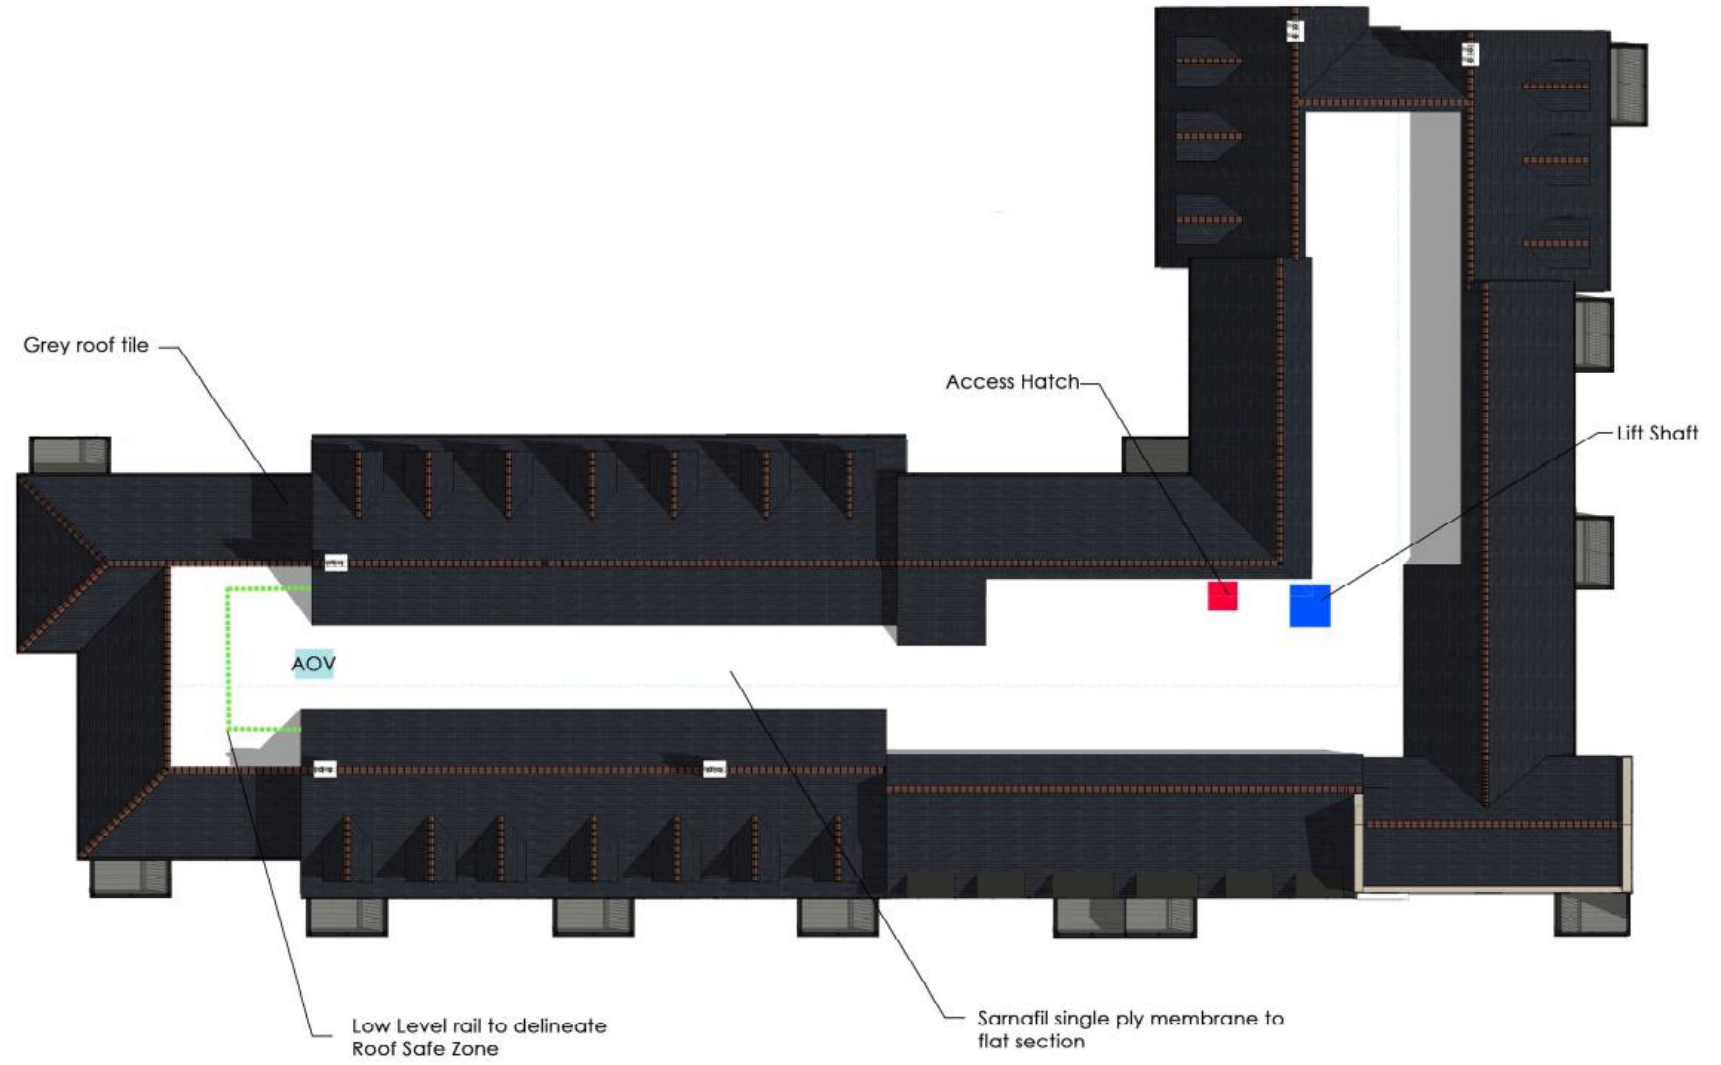 Grey roof tile
Access Hatch
Lift Shaft
AOV
Low Level rail to delineate
Roof Safe Zone
Sarnafil single ply membrane to
flat section